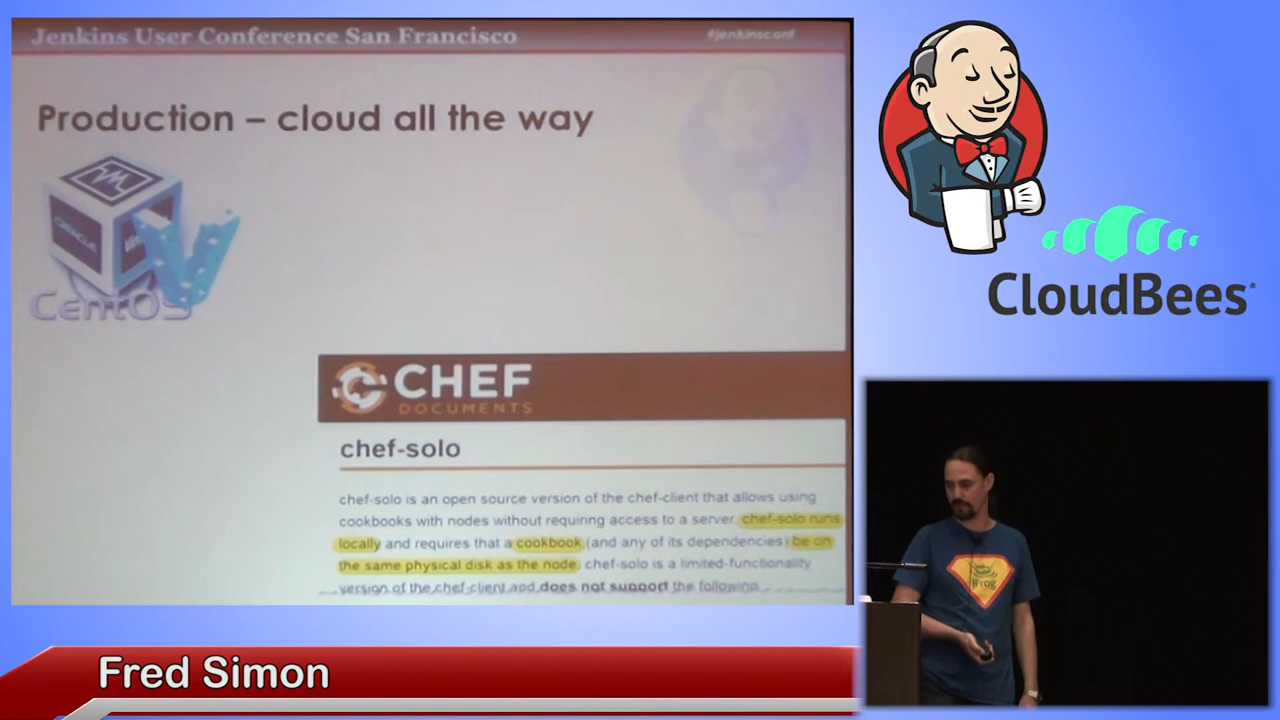 Jenkins User Conference San Francisco
#jenkinsconf
Production – cloud all the way
ORACLE
CentOS
CHEF
DOCUMENTS
chef-solo
chef-solo is an open source version of the chef-client that allows using
cookbooks with nodes without requiring access to a server. chef-solo runs
locally and requires that a cookbook (and any of its dependencies) be on
the same physical disk as the node. chef-solo is a limited-functionality
version of the chef-client and does not support the following
CloudBees
jFrog
Fred Simon